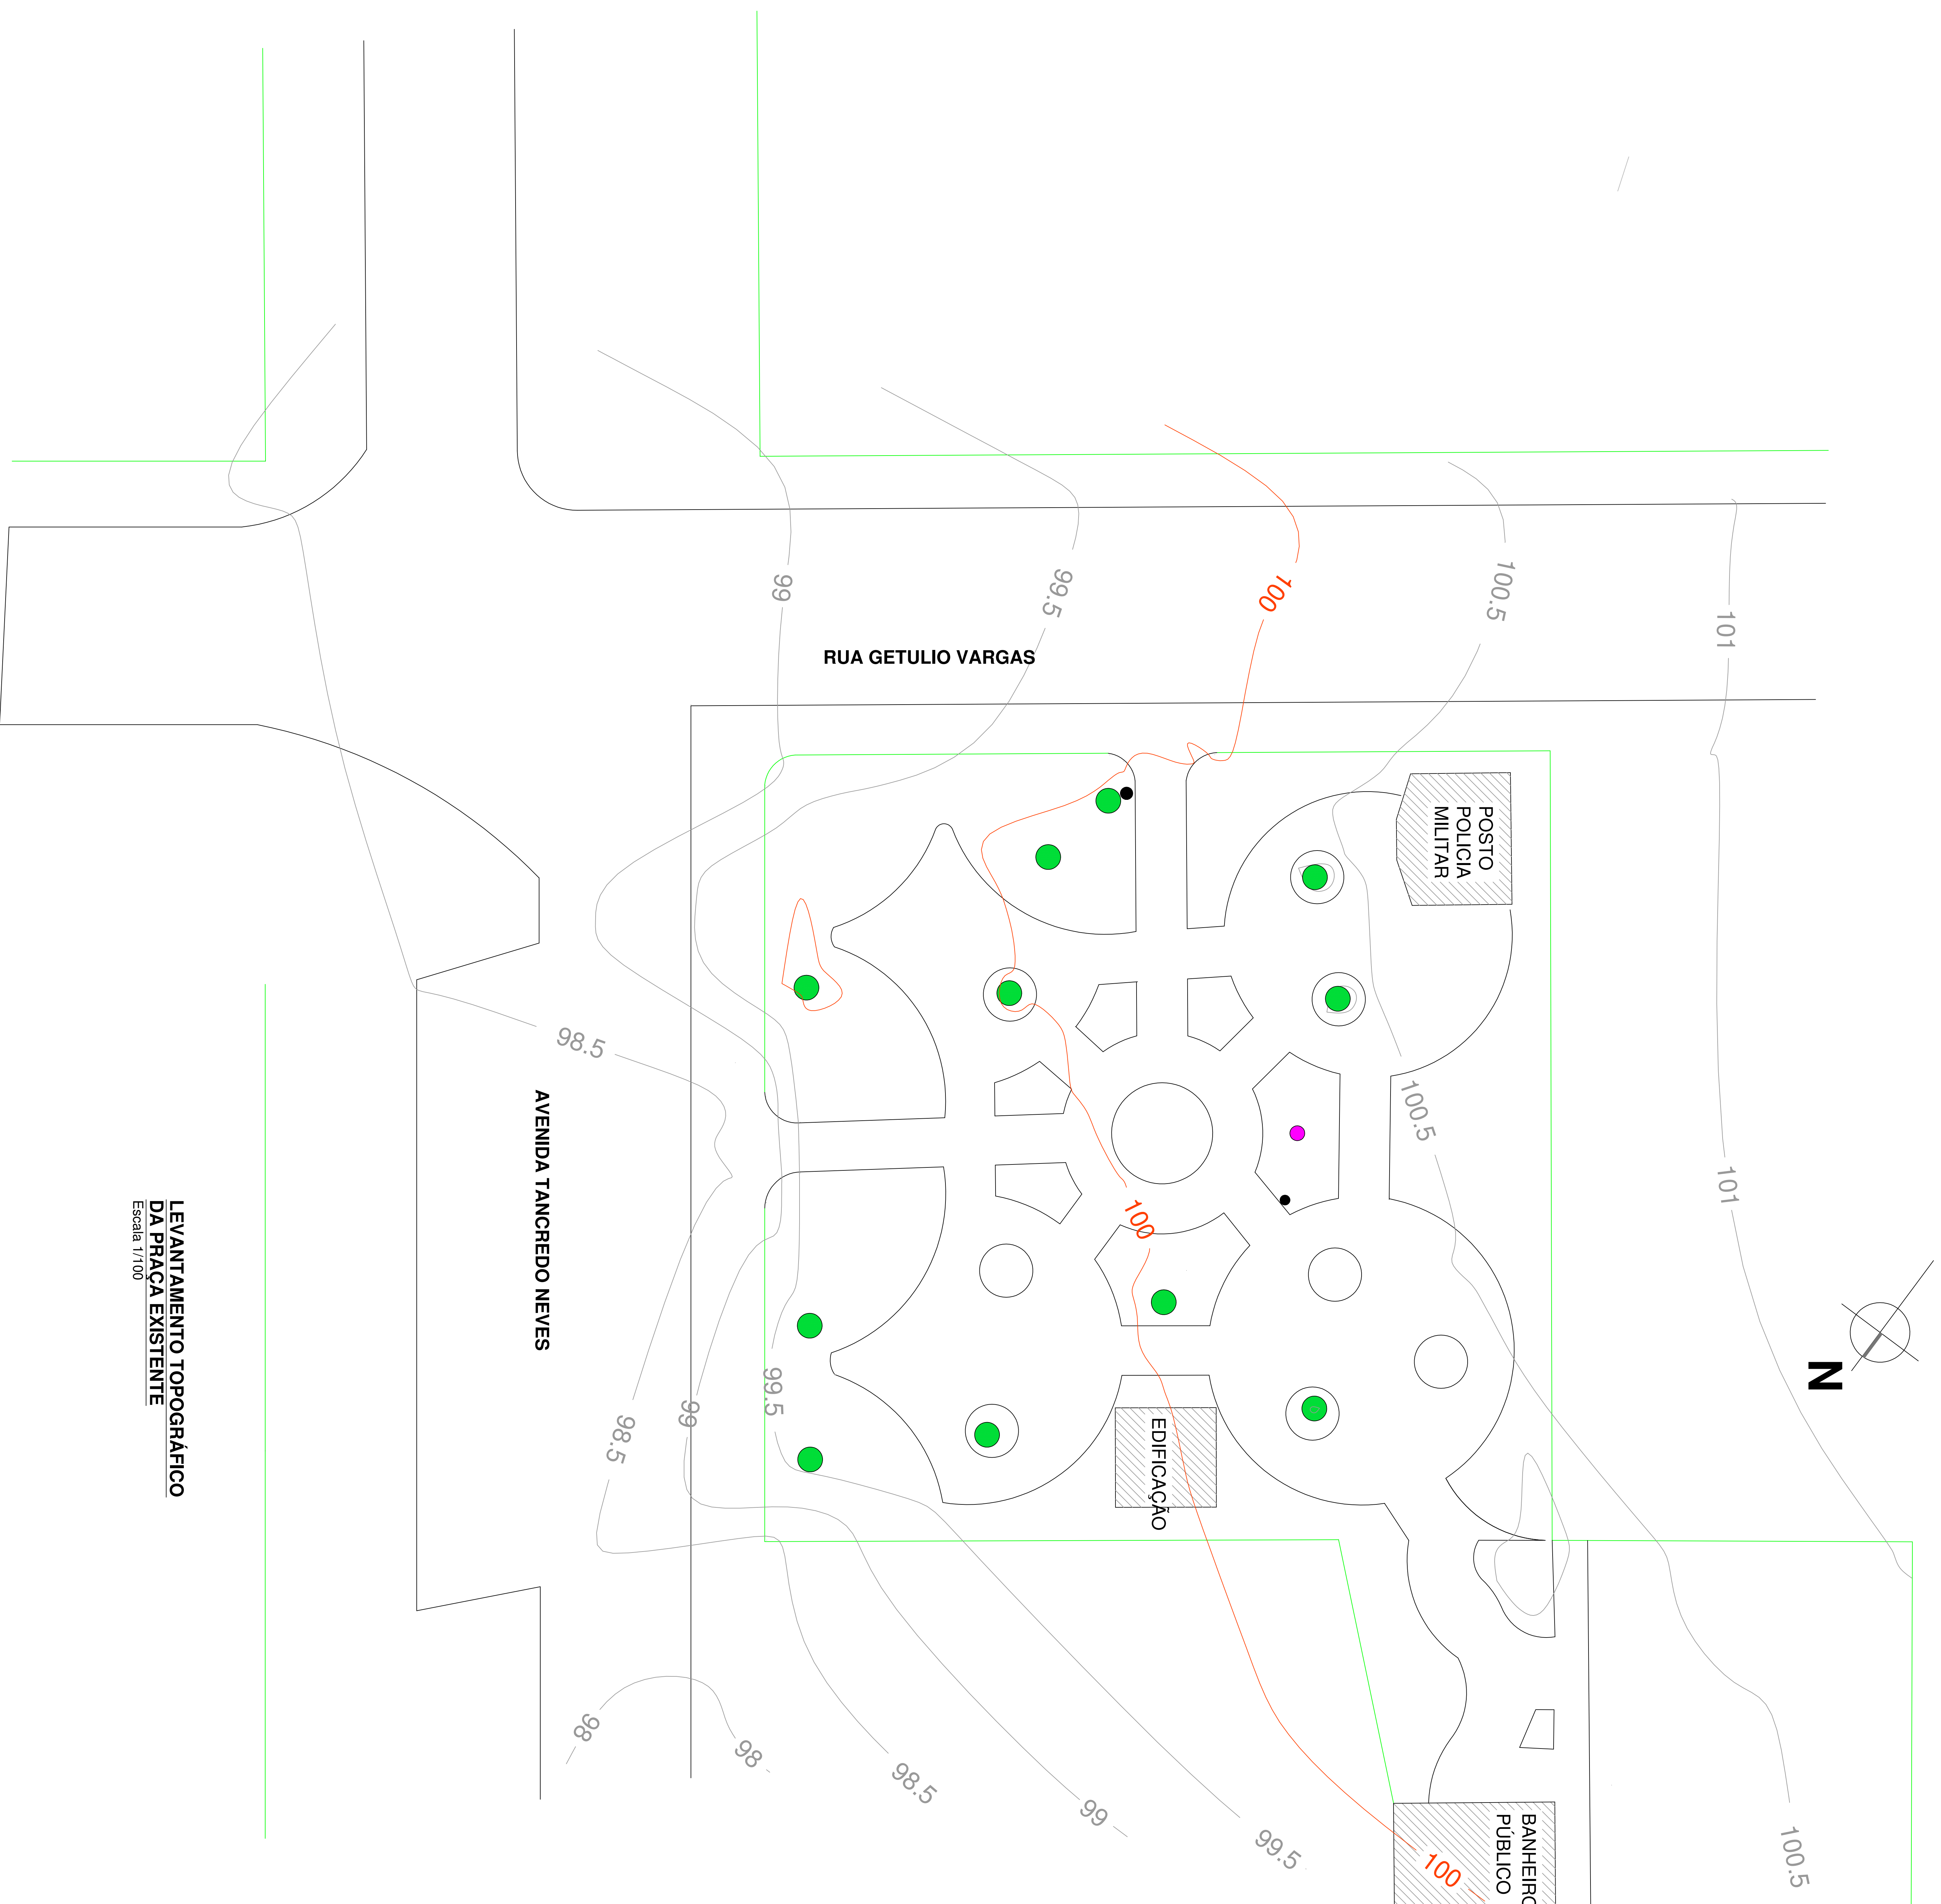 99
99.5
100
100.5
101
RUA GETULIO VARGAS
POSTO
POLICIA
MILITAR
98.5
100.5
AVENIDA TANCREDO NEVES
101
100
LEVANTAMENTO TOPOGRÁFICO
DA PRAÇA EXISTENTE
Escala 1/100
N
98.5
99
99.5
EDIFICAÇÃO
98
98
98.5
99
99.5
100
BANHEIRO
PÚBLICO
100.5